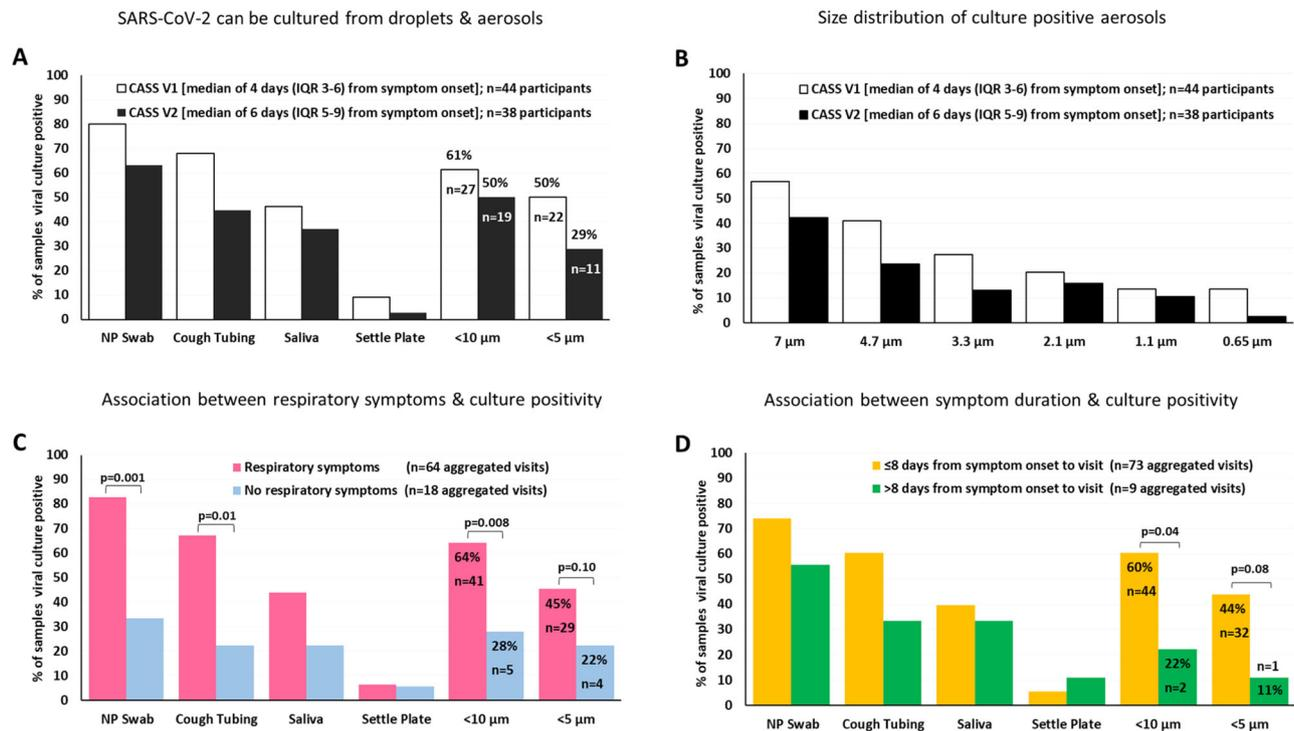 SARS-CoV-2 can be cultured from droplets & aerosols
A
% of samples viral culture positive
100
90
80
70
60
50
40
30
20
10
0
CASS V1 [median of 4 days (IQR 3-6) from symptom onset]; n=44 participants
CASS V2 [median of 6 days (IQR 5-9) from symptom onset]; n=38 participants
61%
n=27
50%
n=19
50%
n=22
29%
n=11
NP Swab Cough Tubing Saliva Settle Plate <10 µm <5 µm
Size distribution of culture positive aerosols
B
% of samples viral culture positive
100
90
80
70
60
50
40
30
20
10
0
CASS V1 [median of 4 days (IQR 3-6) from symptom onset]; n=44 participants
CASS V2 [median of 6 days (IQR 5-9) from symptom onset]; n=38 participants
7 µm 4.7 µm 3.3 µm 2.1 µm 1.1 µm 0.65 µm
Association between respiratory symptoms & culture positivity
C
% of samples viral culture positive
100
90
80
70
60
50
40
30
20
10
0
Respiratory symptoms (n=64 aggregated visits)
No respiratory symptoms (n=18 aggregated visits)
p=0.001
p=0.01
p=0.008
p=0.10
64%
n=41
28%
n=5
45%
n=29
22%
n=4
NP Swab Cough Tubing Saliva Settle Plate <10 µm <5 µm
Association between symptom duration & culture positivity
D
% of samples viral culture positive
100
90
80
70
60
50
40
30
20
10
0
≤8 days from symptom onset to visit (n=73 aggregated visits)
>8 days from symptom onset to visit (n=9 aggregated visits)
p=0.04
p=0.08
60%
n=44
22%
n=2
44%
n=32
n=1
11%
NP Swab Cough Tubing Saliva Settle Plate <10 µm <5 µm